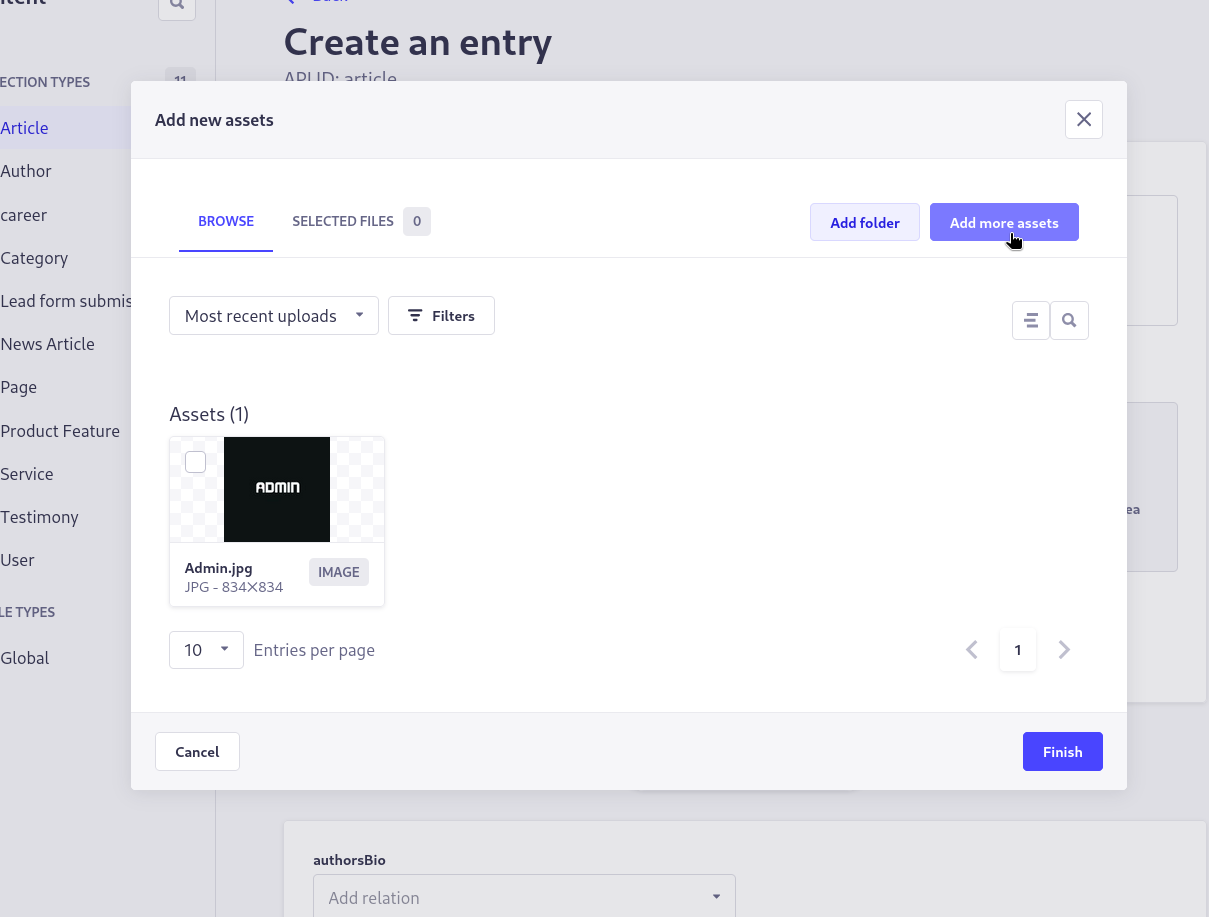 Back
Create an entry
API ID: article
ECTION TYPES 11
Article
Author
career
Category
Lead form submis
News Article
Page
Product Feature
Service
Testimony
User
LE TYPES
Global
Add new assets
BROWSE SELECTED FILES 0 Add folder Add more assets
Most recent uploads Filters
Assets (1)
ADMIN
Admin.jpg IMAGE
JPG - 834✕834
10 Entries per page 1
Cancel Finish
ea
authorsBio
Add relation